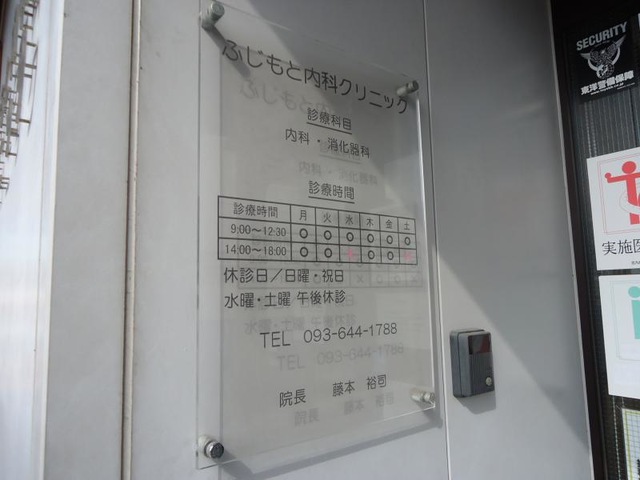 ふじもと内科クリニック
診療科目
内科・消化器科
診療時間
診療時間 月 火 水 木 金 土
9:00～12:30 ○ ○ ○ ○ ○ ○
14:00～18:00 ○ ○ ○ ○
休診日／日曜・祝日
水曜・土曜 午後休診
TEL 093-644-1788
院長 藤本 裕司
SECURITY
東洋警備保障
実施医